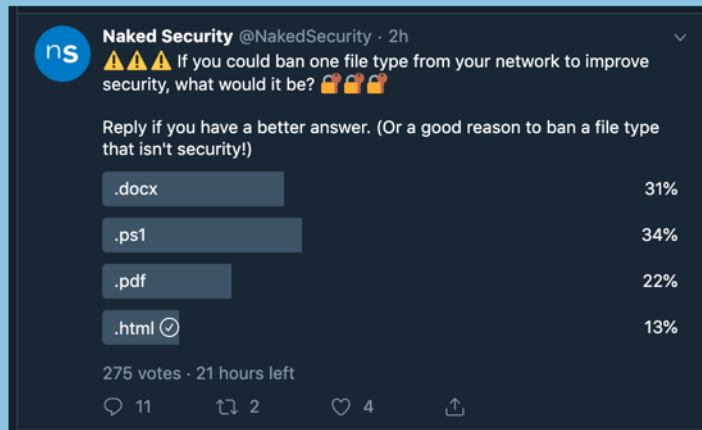 ns
Naked Security @NakedSecurity · 2h
⚠️⚠️⚠️ If you could ban one file type from your network to improve
security, what would it be? 🔐🔐🔐
Reply if you have a better answer. (Or a good reason to ban a file type
that isn't security!)
.docx 31%
.ps1 34%
.pdf 22%
.html 13%
275 votes · 21 hours left
11 2 4